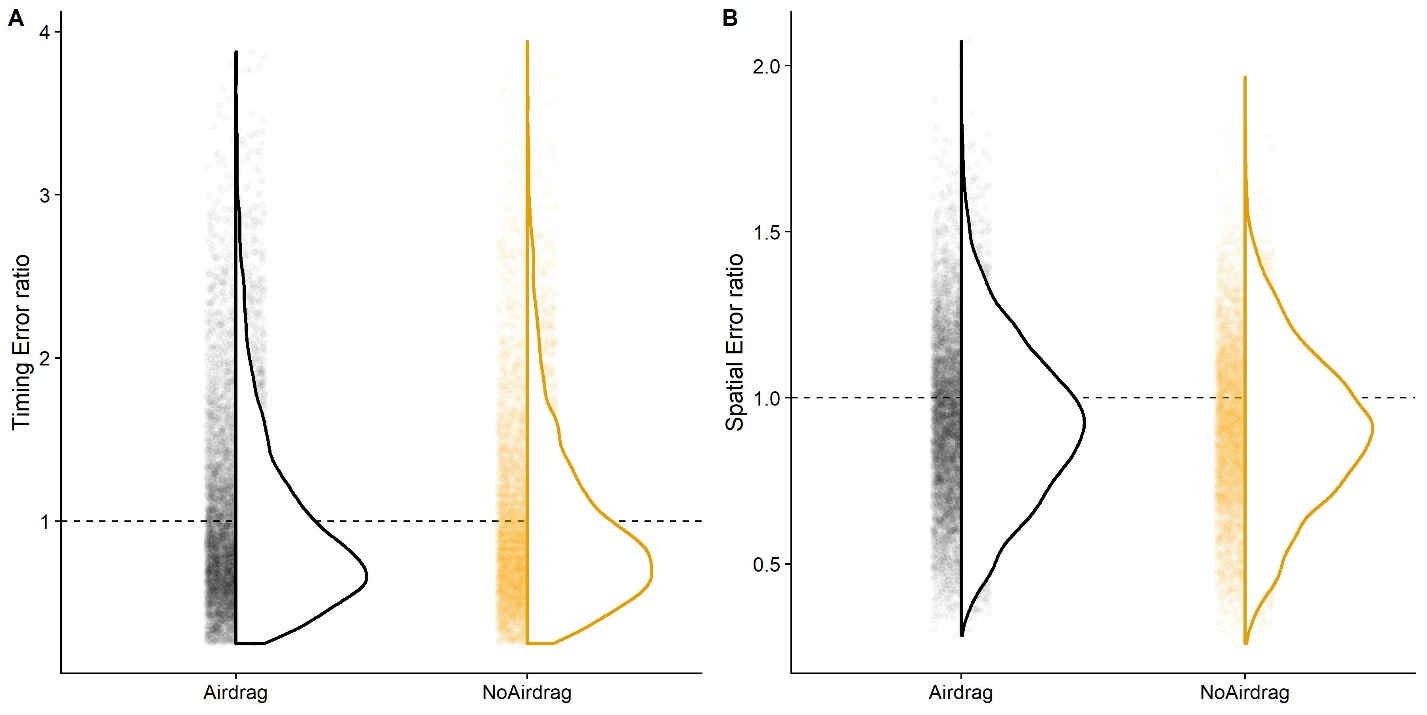 A
4
3
2
1
Timing Error ratio
Airdrag
NoAirdrag
B
2.0
1.5
1.0
0.5
Spatial Error ratio
Airdrag
NoAirdrag